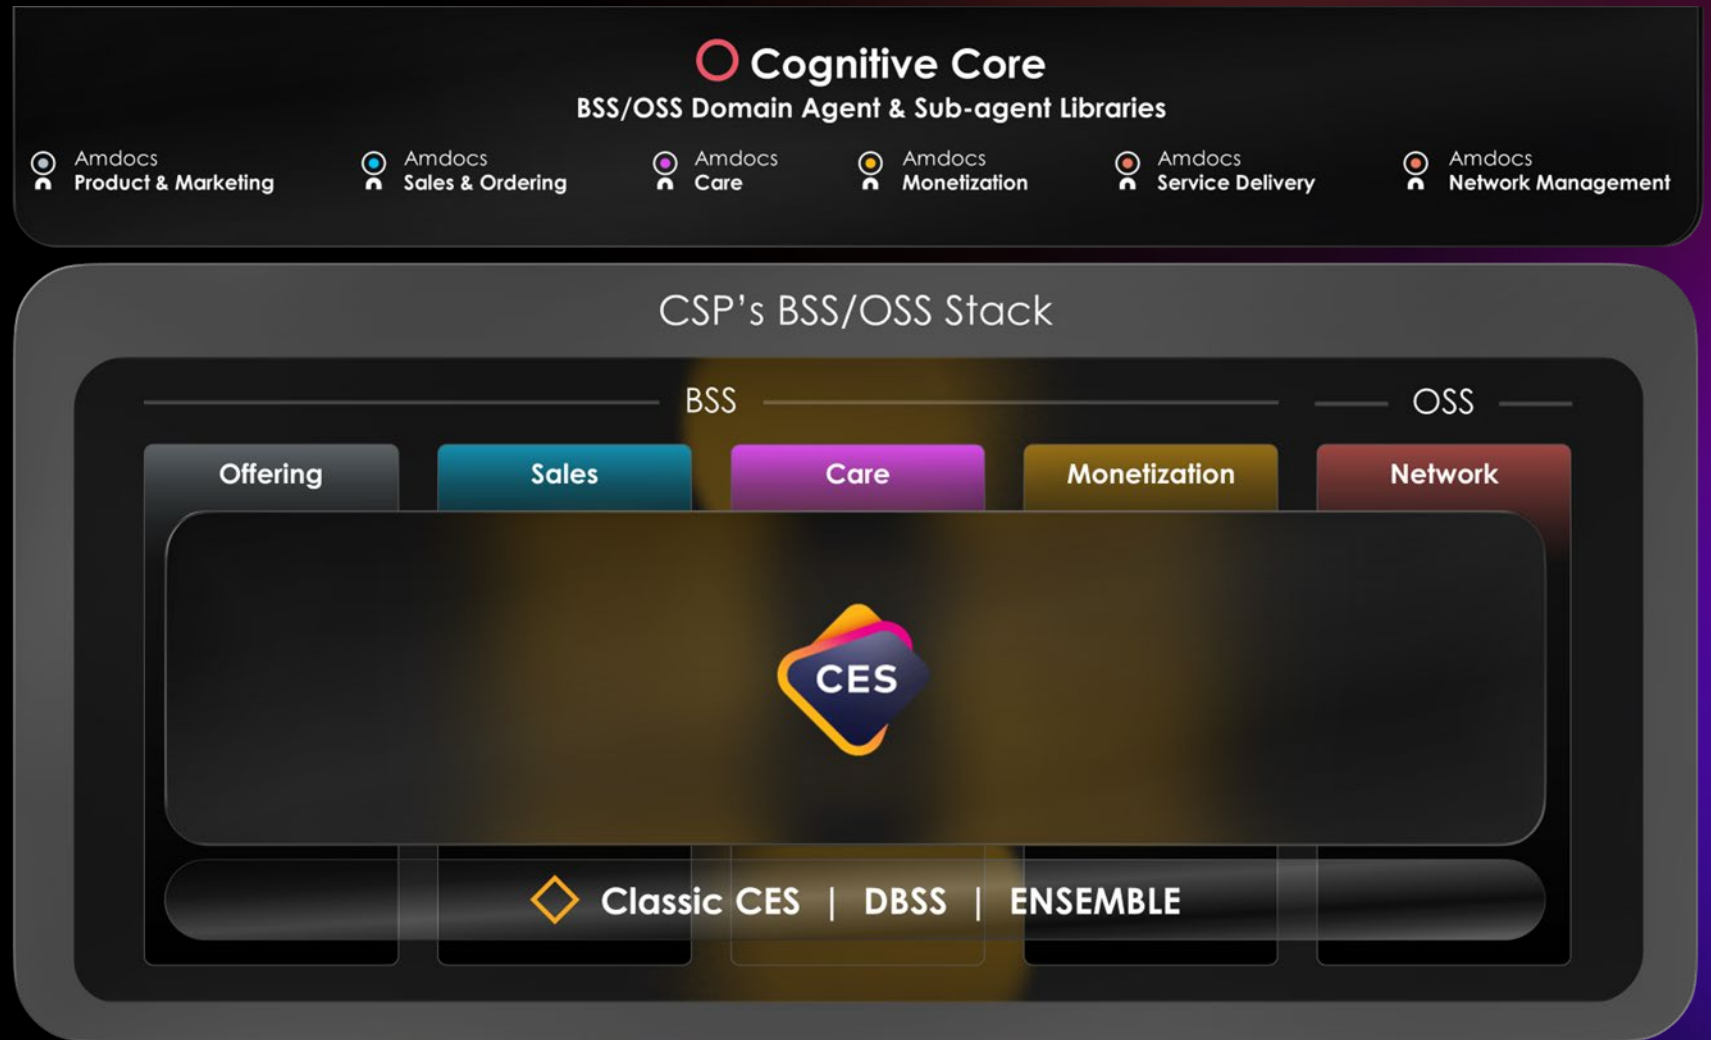 Cognitive Core
BSS/OSS Domain Agent & Sub-agent Libraries
Amdocs
Product & Marketing
Amdocs
Sales & Ordering
Amdocs
Care
Amdocs
Monetization
Amdocs
Service Delivery
Amdocs
Network Management
CSP's BSS/OSS Stack
BSS
OSS
Offering
Sales
Care
Monetization
Network
CES
Classic CES | DBSS | ENSEMBLE